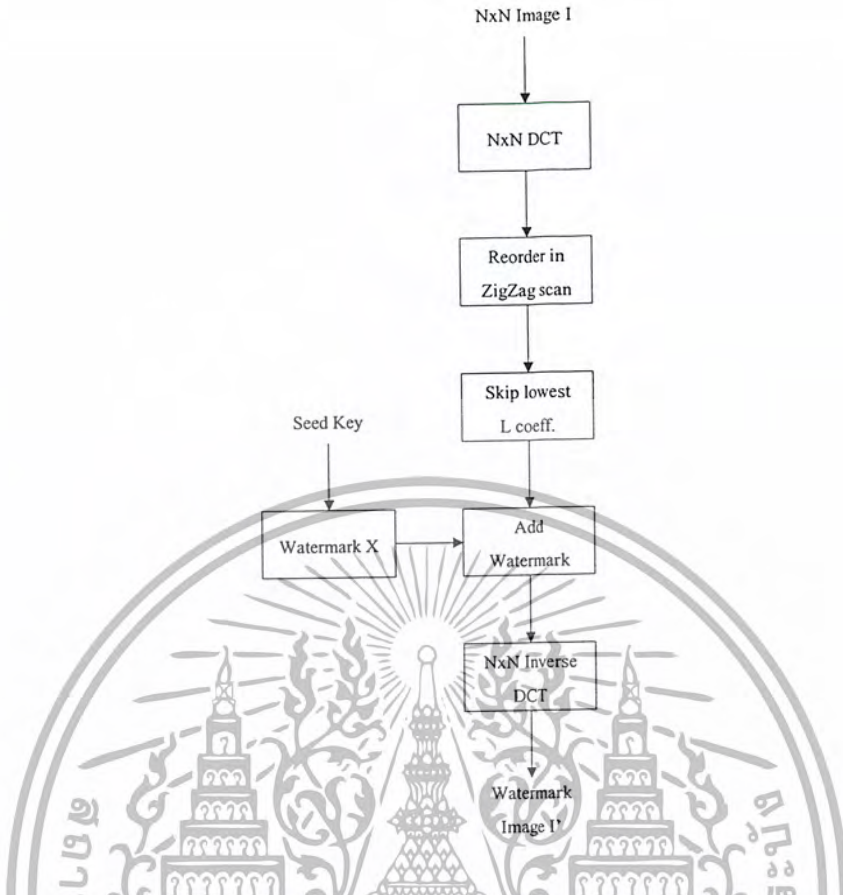 NxN Image I
NxN DCT
Reorder in
ZigZag scan
Skip lowest
L coeff.
Seed Key
Watermark X
Add
Watermark
NxN Inverse
DCT
Watermark
Image I'